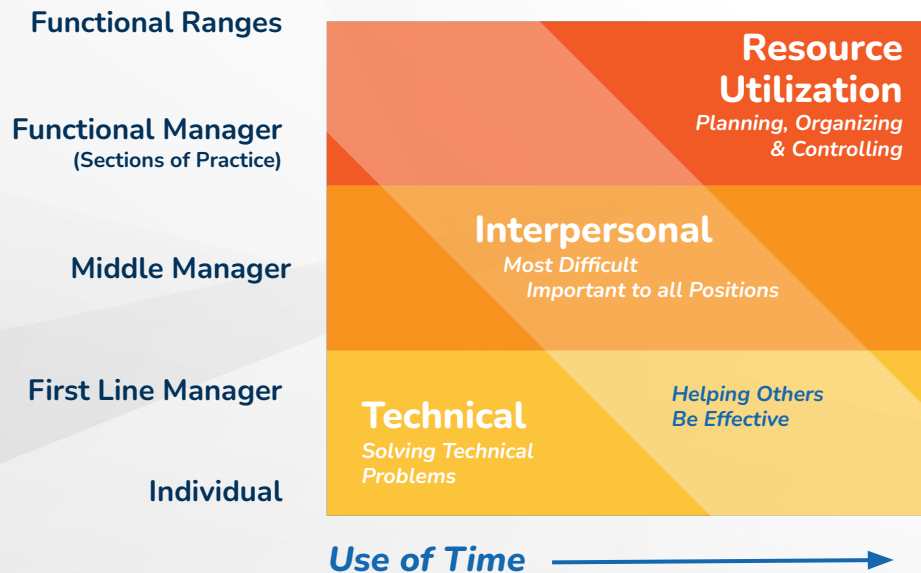 Functional Ranges
Functional Manager
(Sections of Practice)
Middle Manager
First Line Manager
Individual
Resource
Utilization
Planning, Organizing
& Controlling
Interpersonal
Most Difficult
Important to all Positions
Technical
Solving Technical
Problems
Helping Others
Be Effective
Use of Time